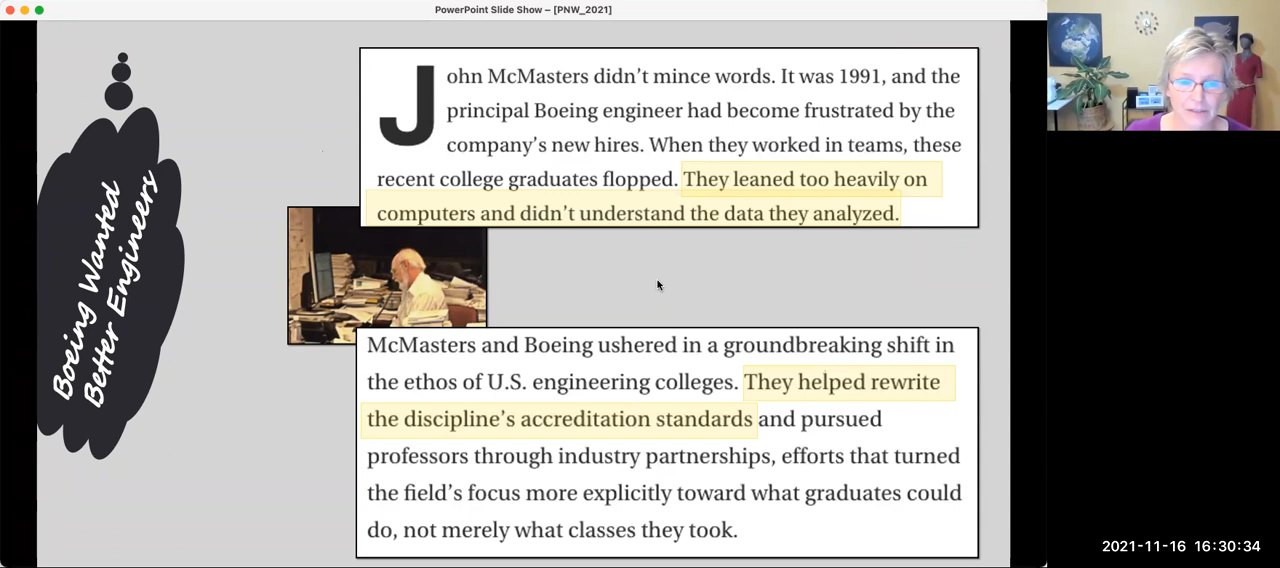 PowerPoint Slide Show – [PNW_2021]
Boeing Wanted
Better Engineers
John McMasters didn’t mince words. It was 1991, and the
principal Boeing engineer had become frustrated by the
company’s new hires. When they worked in teams, these
recent college graduates flopped. They leaned too heavily on
computers and didn’t understand the data they analyzed.
McMasters and Boeing ushered in a groundbreaking shift in
the ethos of U.S. engineering colleges. They helped rewrite
the discipline’s accreditation standards and pursued
professors through industry partnerships, efforts that turned
the field’s focus more explicitly toward what graduates could
do, not merely what classes they took.
2021-11-16 16:30:34